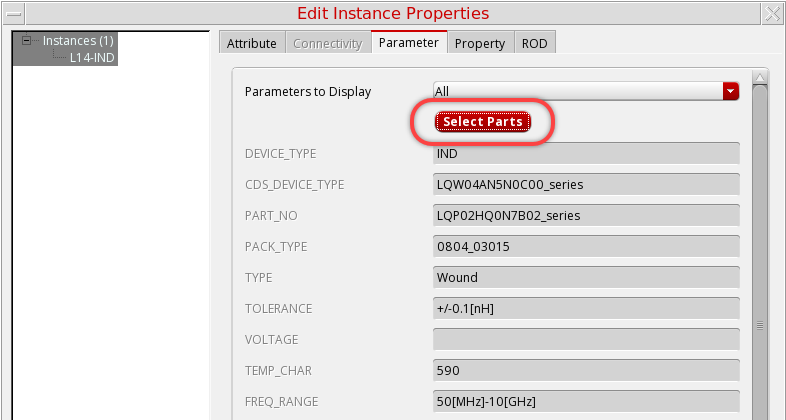 Edit Instance Properties
Instances (1)
L14-IND
Attribute Connectivity Parameter Property ROD
Parameters to Display All
Select Parts
DEVICE_TYPE IND
CDS_DEVICE_TYPE LQW04AN5N0C00_series
PART_NO LQP02HQ0N7B02_series
PACK_TYPE 0804_03015
TYPE Wound
TOLERANCE +/-0.1[nH]
VOLTAGE
TEMP_CHAR 590
FREQ_RANGE 50[MHz]-10[GHz]